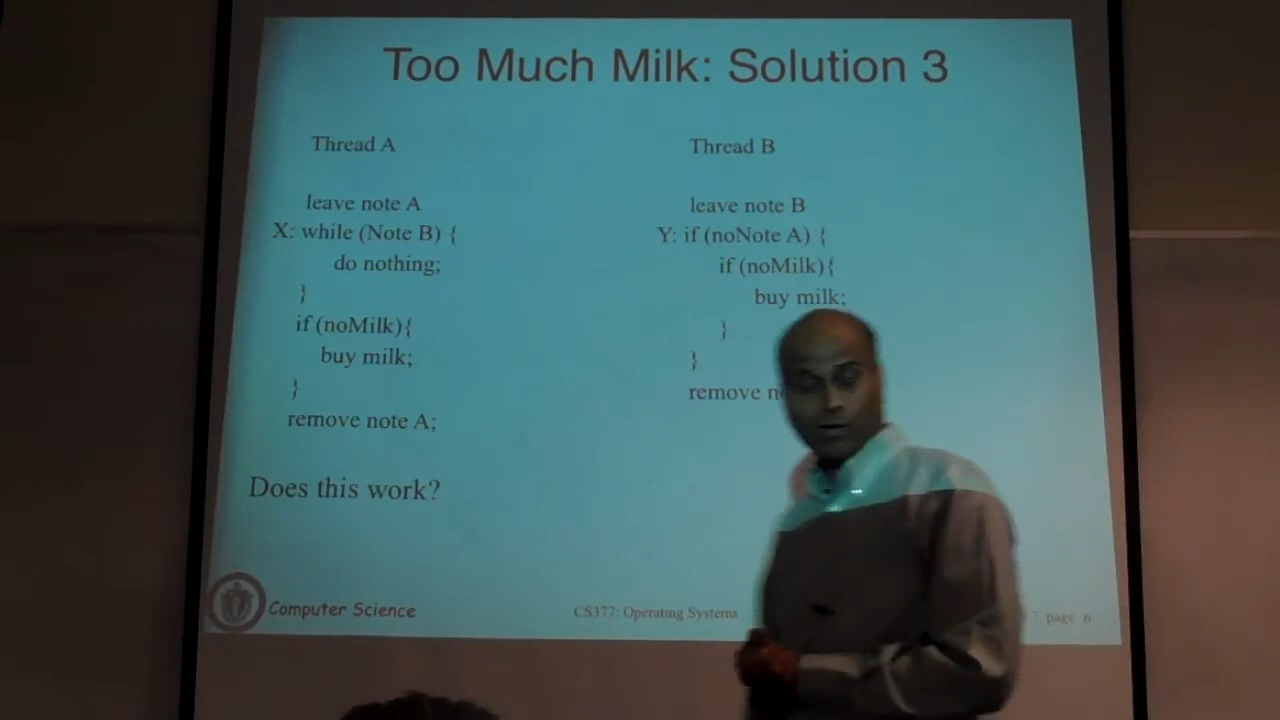 Too Much Milk: Solution 3
Thread A
leave note A
X: while (Note B) {
do nothing;
}
if (noMilk){
buy milk;
}
remove note A;
Thread B
leave note B
Y: if (noNote A) {
if (noMilk){
buy milk;
}
}
remove
Does this work?
Computer Science
CS377: Operating Systems
7, page 6